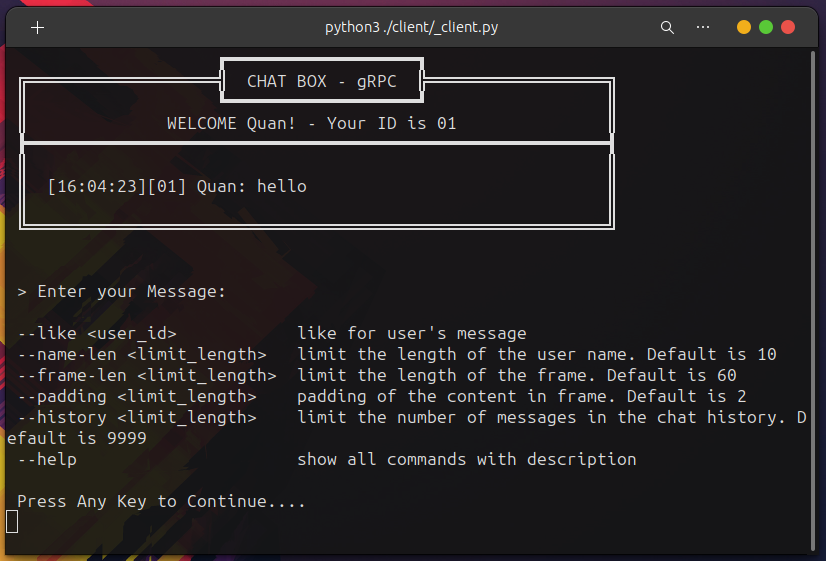 python3 ./client/_client.py
CHAT BOX - gRPC
WELCOME Quan! - Your ID is 01
[16:04:23][01] Quan: hello
> Enter your Message:
--like <user_id> like for user's message
--name-len <limit_length> limit the length of the user name. Default is 10
--frame-len <limit_length> limit the length of the frame. Default is 60
--padding <limit_length> padding of the content in frame. Default is 2
--history <limit_length> limit the number of messages in the chat history. D
efault is 9999
--help show all commands with description
Press Any Key to Continue....